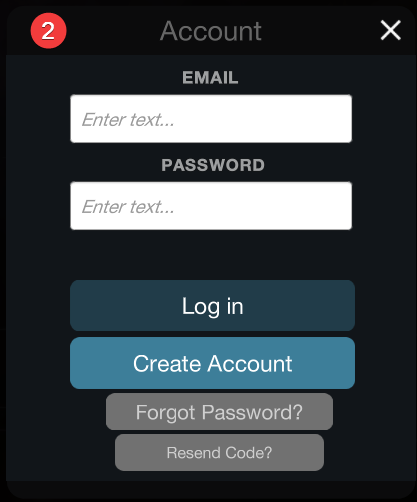 2 Account
EMAIL
Enter text...
PASSWORD
Enter text...
Log in
Create Account
Forgot Password?
Resend Code?